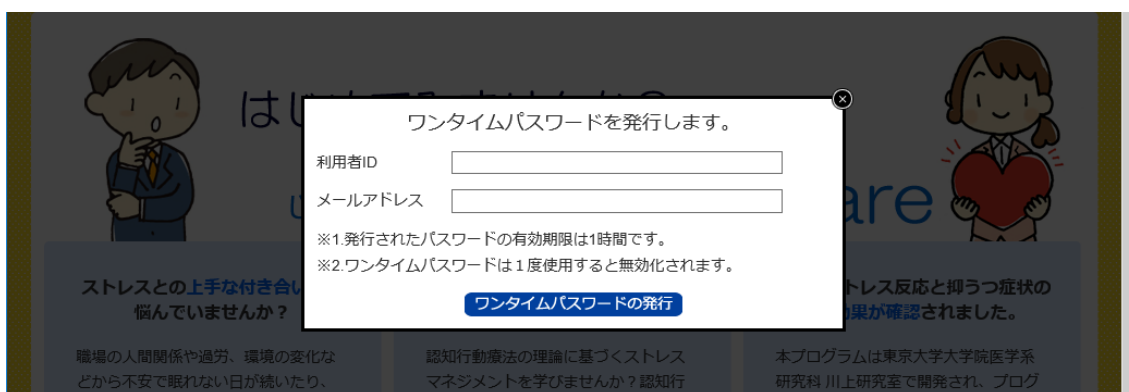 ワンタイムパスワードを発行します。
利用者ID
メールアドレス
※1.発行されたパスワードの有効期限は1時間です。
※2.ワンタイムパスワードは１度使用すると無効化されます。
ワンタイムパスワードの発行
are
ストレスとの上手な付き合い
悩んでいませんか？
トレス反応と抑うつ症状の
果が確認されました。
職場の人間関係や過労、環境の変化な
どから不安で眠れない日が続いたり、
認知行動療法の理論に基づくストレス
マネジメントを学びませんか？認知行
本プログラムは東京大学大学院医学系
研究科 川上研究室で開発され、プログ